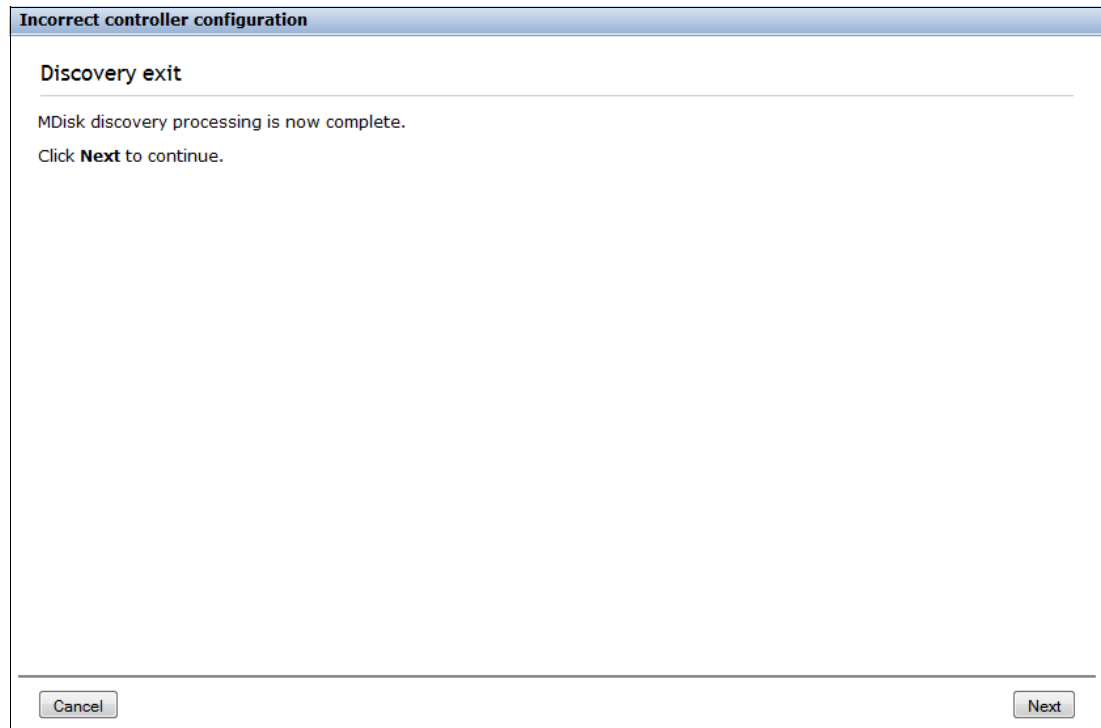 Incorrect controller configuration
Discovery exit
MDisk discovery processing is now complete.
Click Next to continue.
Cancel
Next